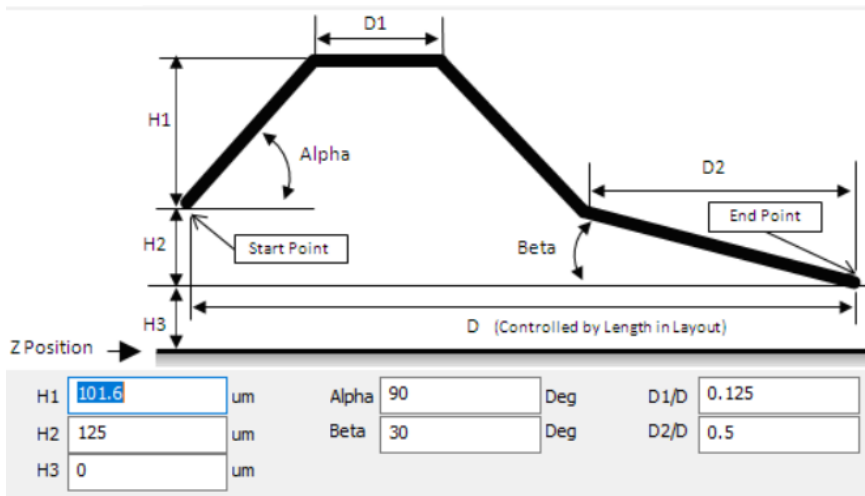 D1
H1
Alpha
D2
End Point
H2
Start Point
Beta
H3
D (Controlled by Length in Layout)
Z Position
H1 101.6 um Alpha 90 Deg D1/D 0.125
H2 125 um Beta 30 Deg D2/D 0.5
H3 0 um